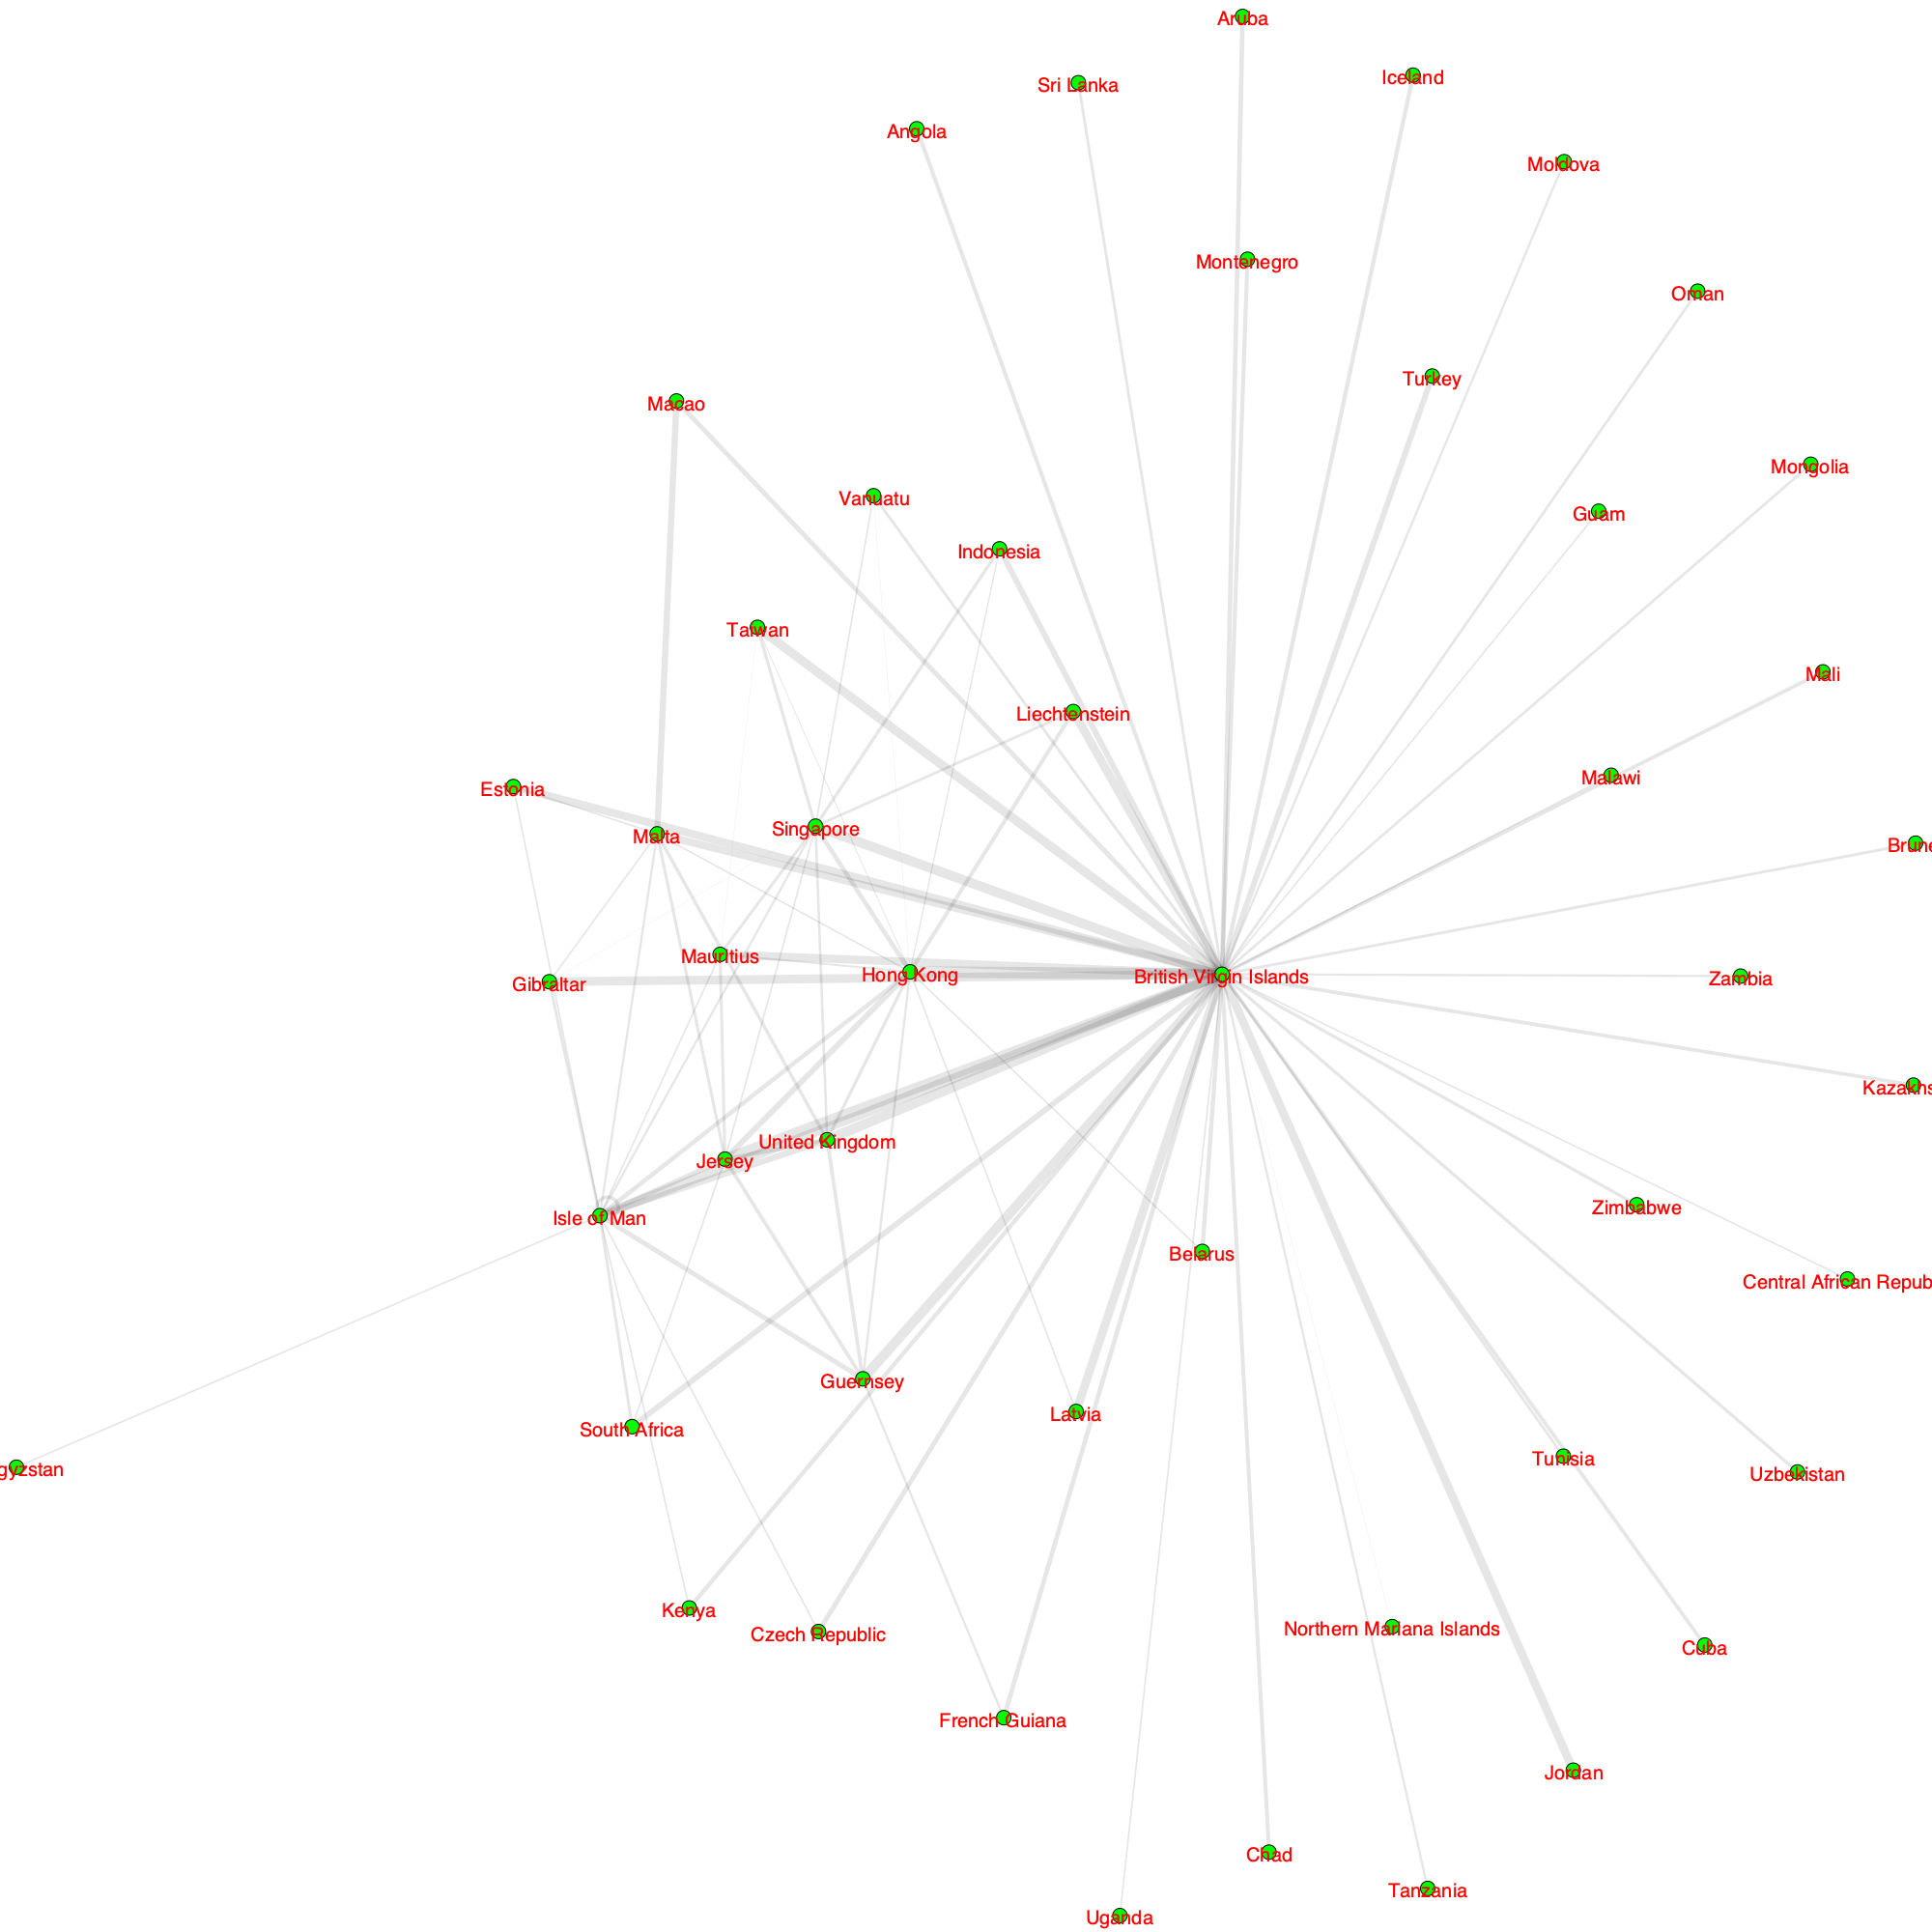 Aruba
Iceland
Sri Lanka
Angola
Moldova
Montenegro
Oman
Turkey
Macao
Mongolia
Vanuatu
Guam
Indonesia
Taiwan
Mali
Liechtenstein
Malawi
Estonia
Singapore
Malta
Brune
Mauritius
Hong Kong
British Virgin Islands
Zambia
Gibraltar
Kazakhs
United Kingdom
Jersey
Zimbabwe
Isle of Man
Belarus
Central African Repub
Guernsey
Latvia
South Africa
Tunisia
gyzstan
Uzbekistan
Kenya
Northern Mariana Islands
Czech Republic
Cuba
French Guiana
Jordan
Chad
Tanzania
Uganda